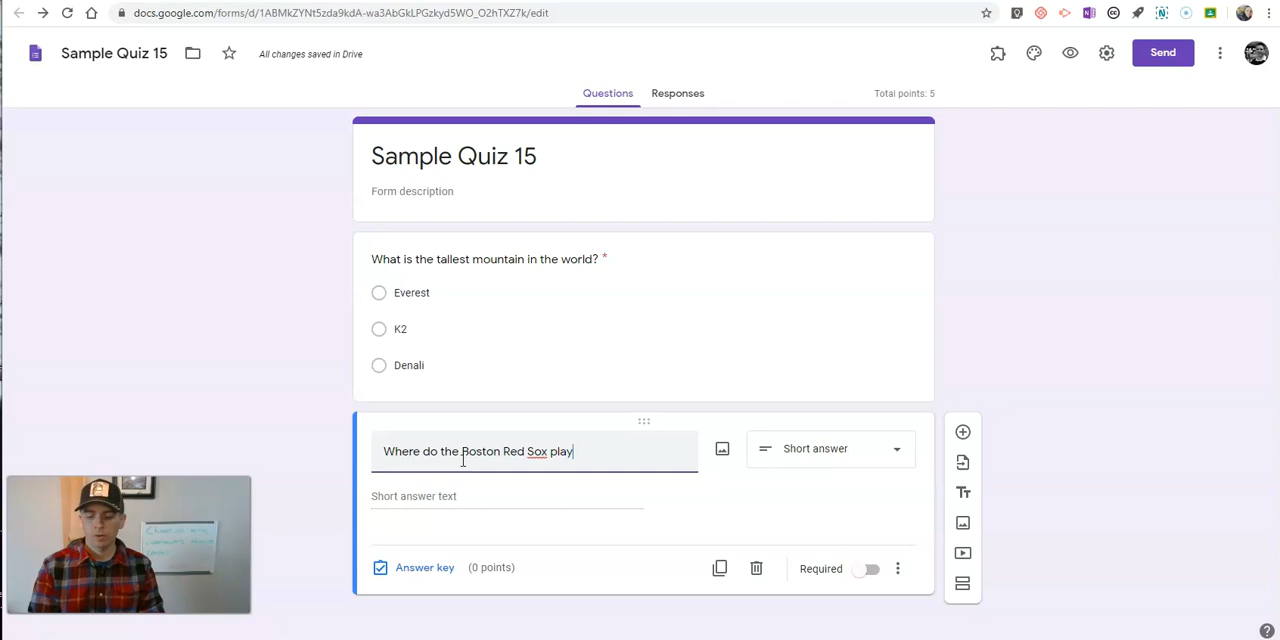 docs.google.com/forms/d/1ABMkZYNt5zda9kdA-wa3AbGkLPGzkyd5WO_O2hTXZ7k/edit
Sample Quiz 15
All changes saved in Drive
Send
Questions
Responses
Total points: 5
Sample Quiz 15
Form description
What is the tallest mountain in the world? *
Everest
K2
Denali
Where do the Boston Red Sox play
Short answer
Short answer text
Answer key
(0 points)
Required